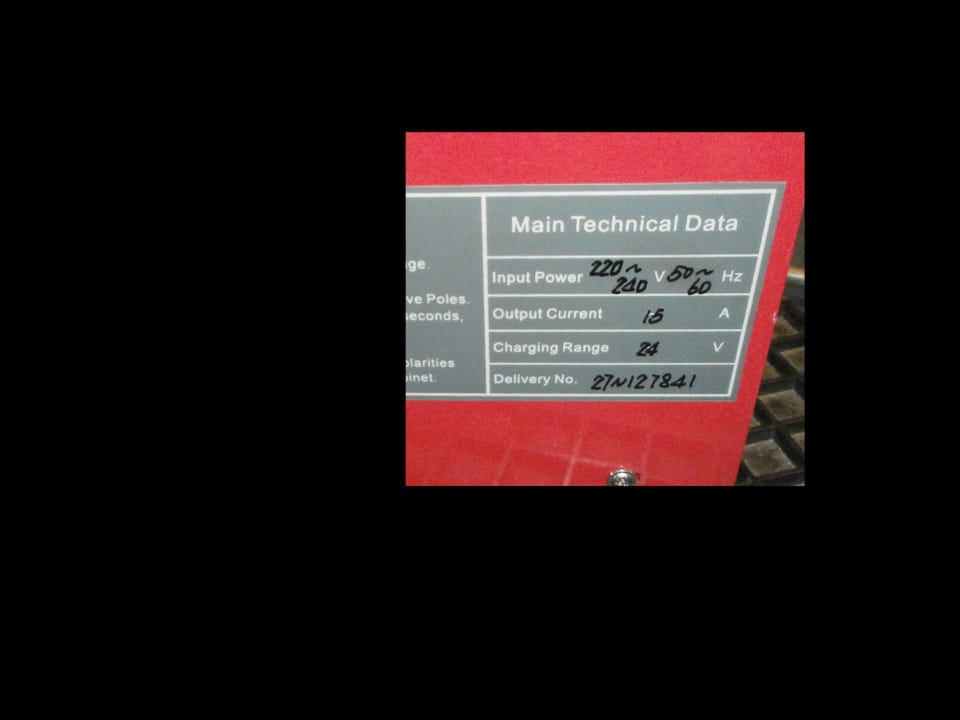 ge.
ve Poles.
seconds,
olarities
inet.
Main Technical Data
Input Power 220~240 V 50~60 Hz
Output Current 15 A
Charging Range 24 V
Delivery No. 27N127841